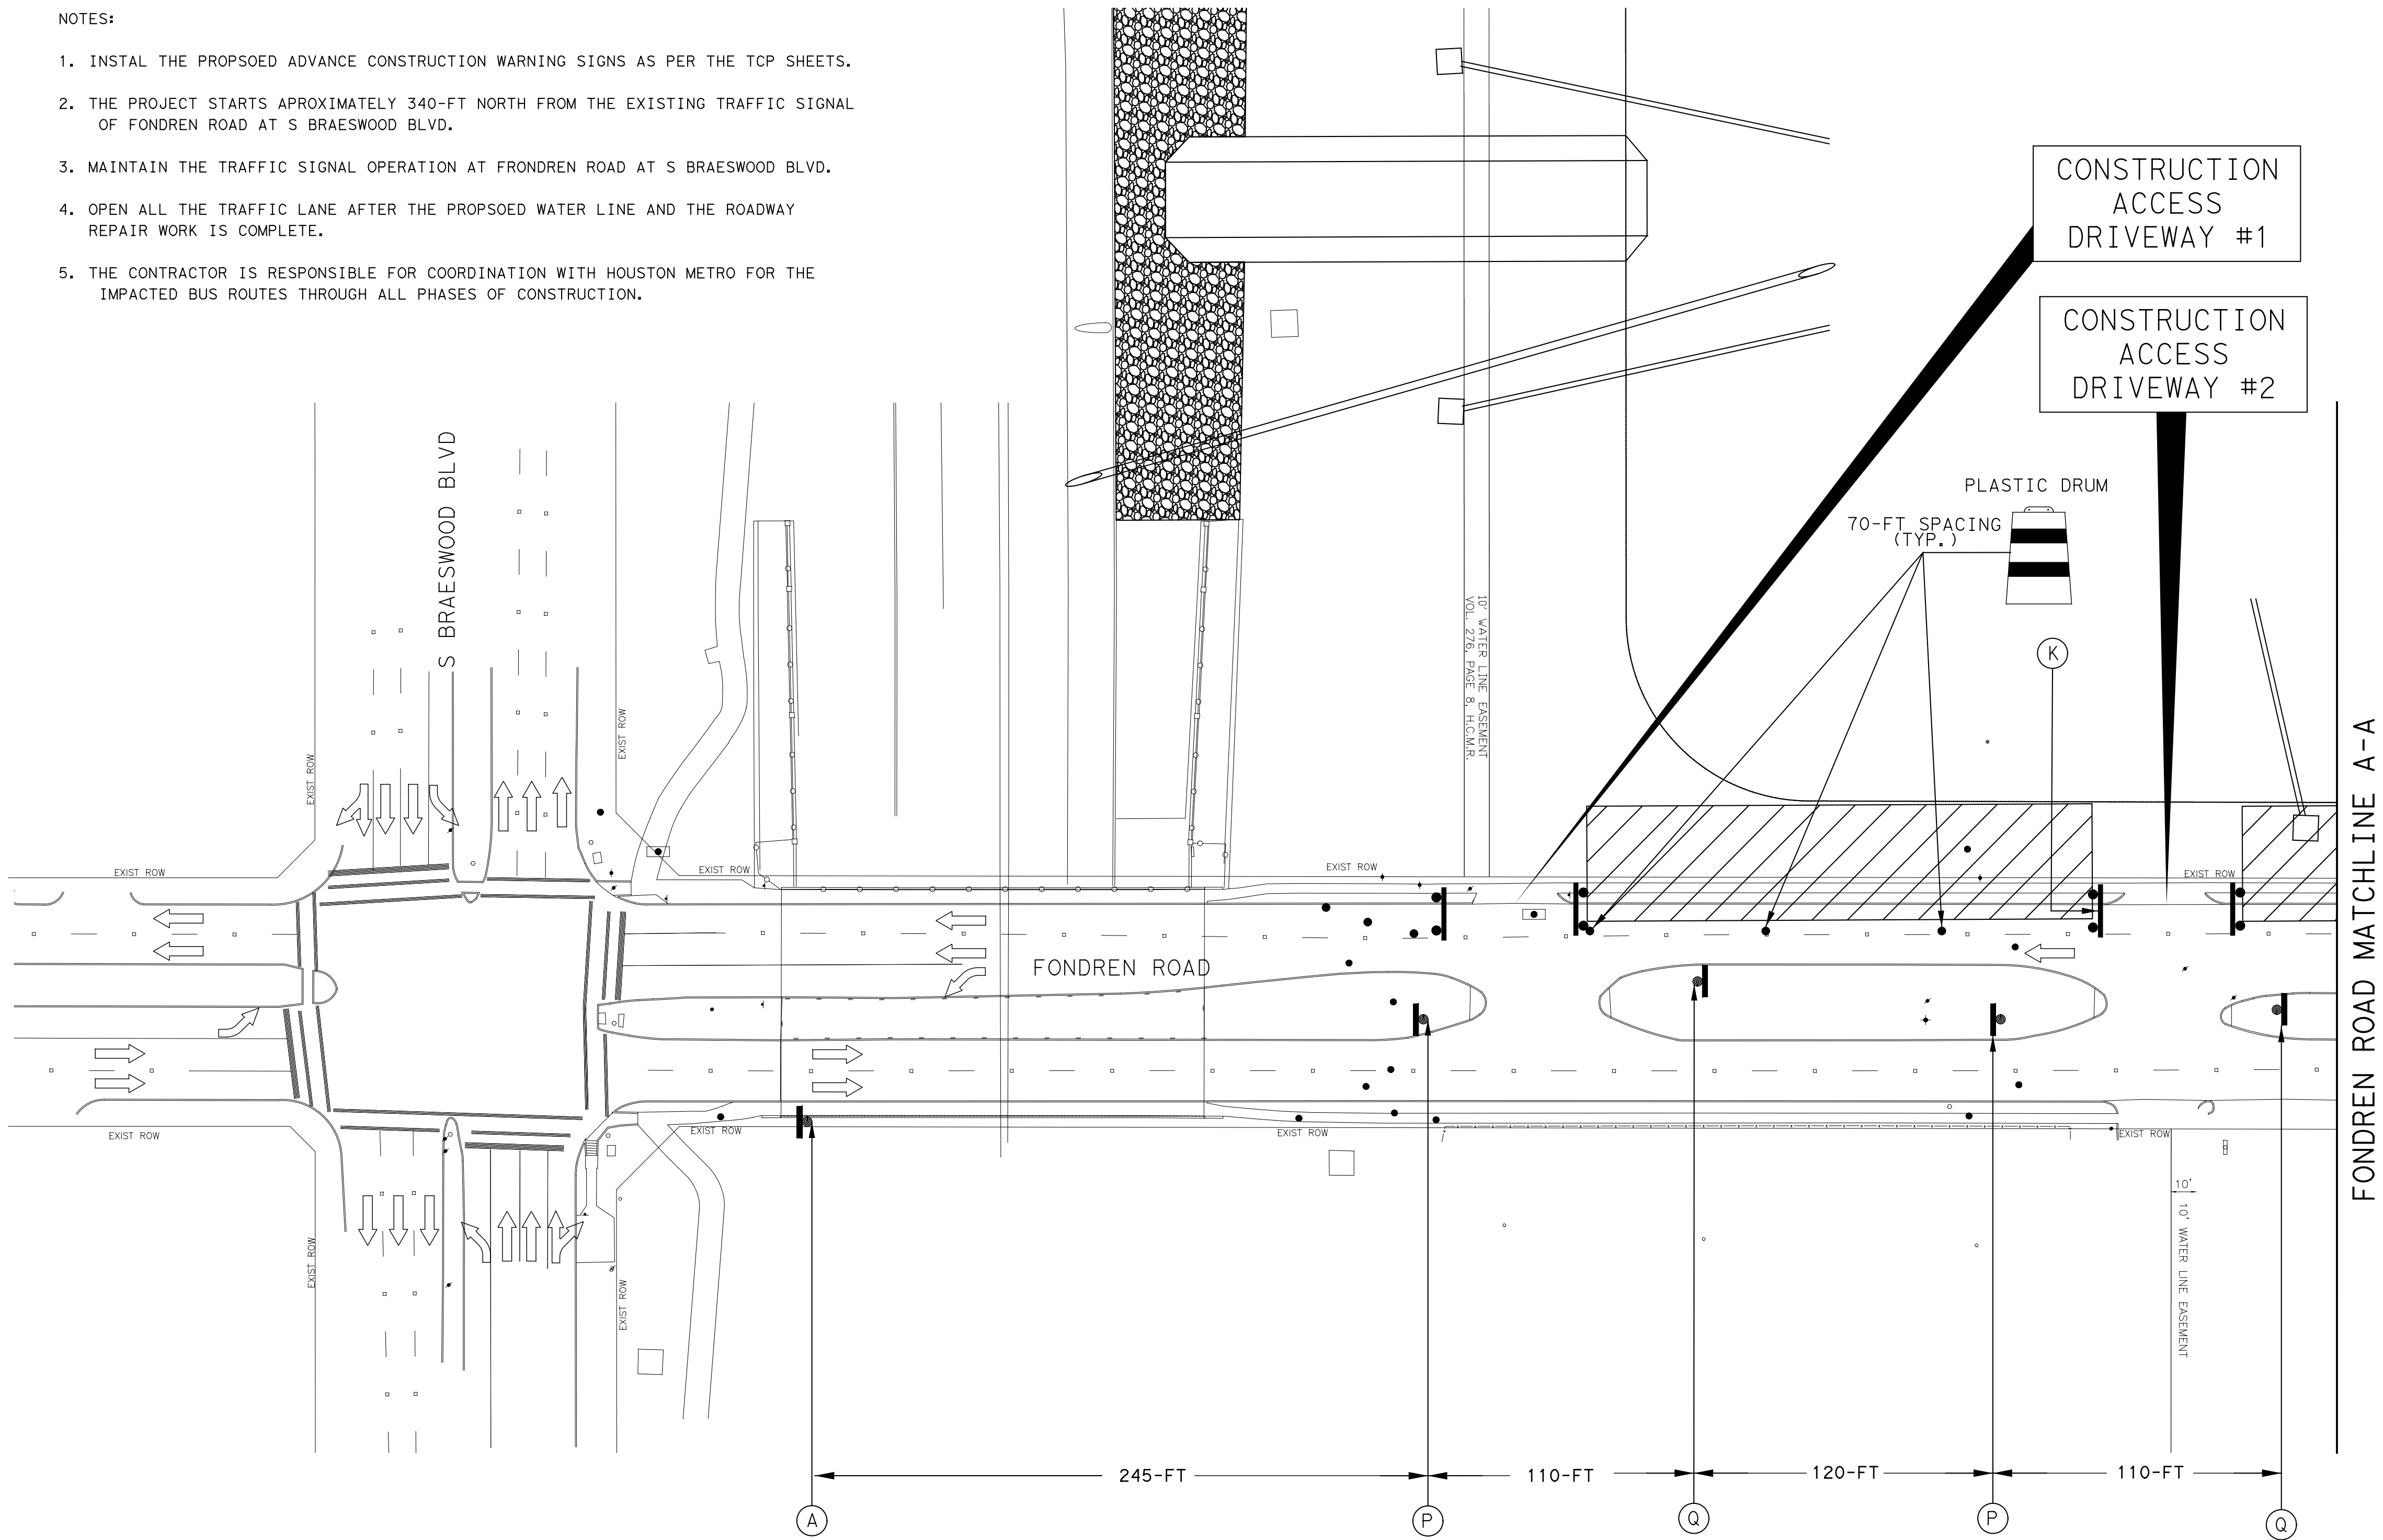 NOTES:
1. INSTAL THE PROPSOED ADVANCE CONSTRUCTION WARNING SIGNS AS PER THE TCP SHEETS.
2. THE PROJECT STARTS APROXIMATELY 340-FT NORTH FROM THE EXISTING TRAFFIC SIGNAL
OF FONDREN ROAD AT S BRAESWOOD BLVD.
3. MAINTAIN THE TRAFFIC SIGNAL OPERATION AT FRONDREN ROAD AT S BRAESWOOD BLVD.
4. OPEN ALL THE TRAFFIC LANE AFTER THE PROPSOED WATER LINE AND THE ROADWAY
REPAIR WORK IS COMPLETE.
5. THE CONTRACTOR IS RESPONSIBLE FOR COORDINATION WITH HOUSTON METRO FOR THE
IMPACTED BUS ROUTES THROUGH ALL PHASES OF CONSTRUCTION.
CONSTRUCTION
ACCESS
DRIVEWAY #1
CONSTRUCTION
ACCESS
DRIVEWAY #2
PLASTIC DRUM
70-FT SPACING
(TYP.)
K
S BRAESWOOD BLVD
10' WATER LINE EASEMENT
VOL. 276, PAGE 8, H.C.M.R.
EXIST ROW
EXIST ROW
EXIST ROW
EXIST ROW
EXIST ROW
EXIST ROW
FONDREN ROAD
FONDREN ROAD MATCHLINE A-A
EXIST ROW
EXIST ROW
EXIST ROW
EXIST ROW
EXIST ROW
EXIST ROW
10'
10' WATER LINE EASEMENT
245-FT
110-FT
120-FT
110-FT
A
P
Q
P
Q